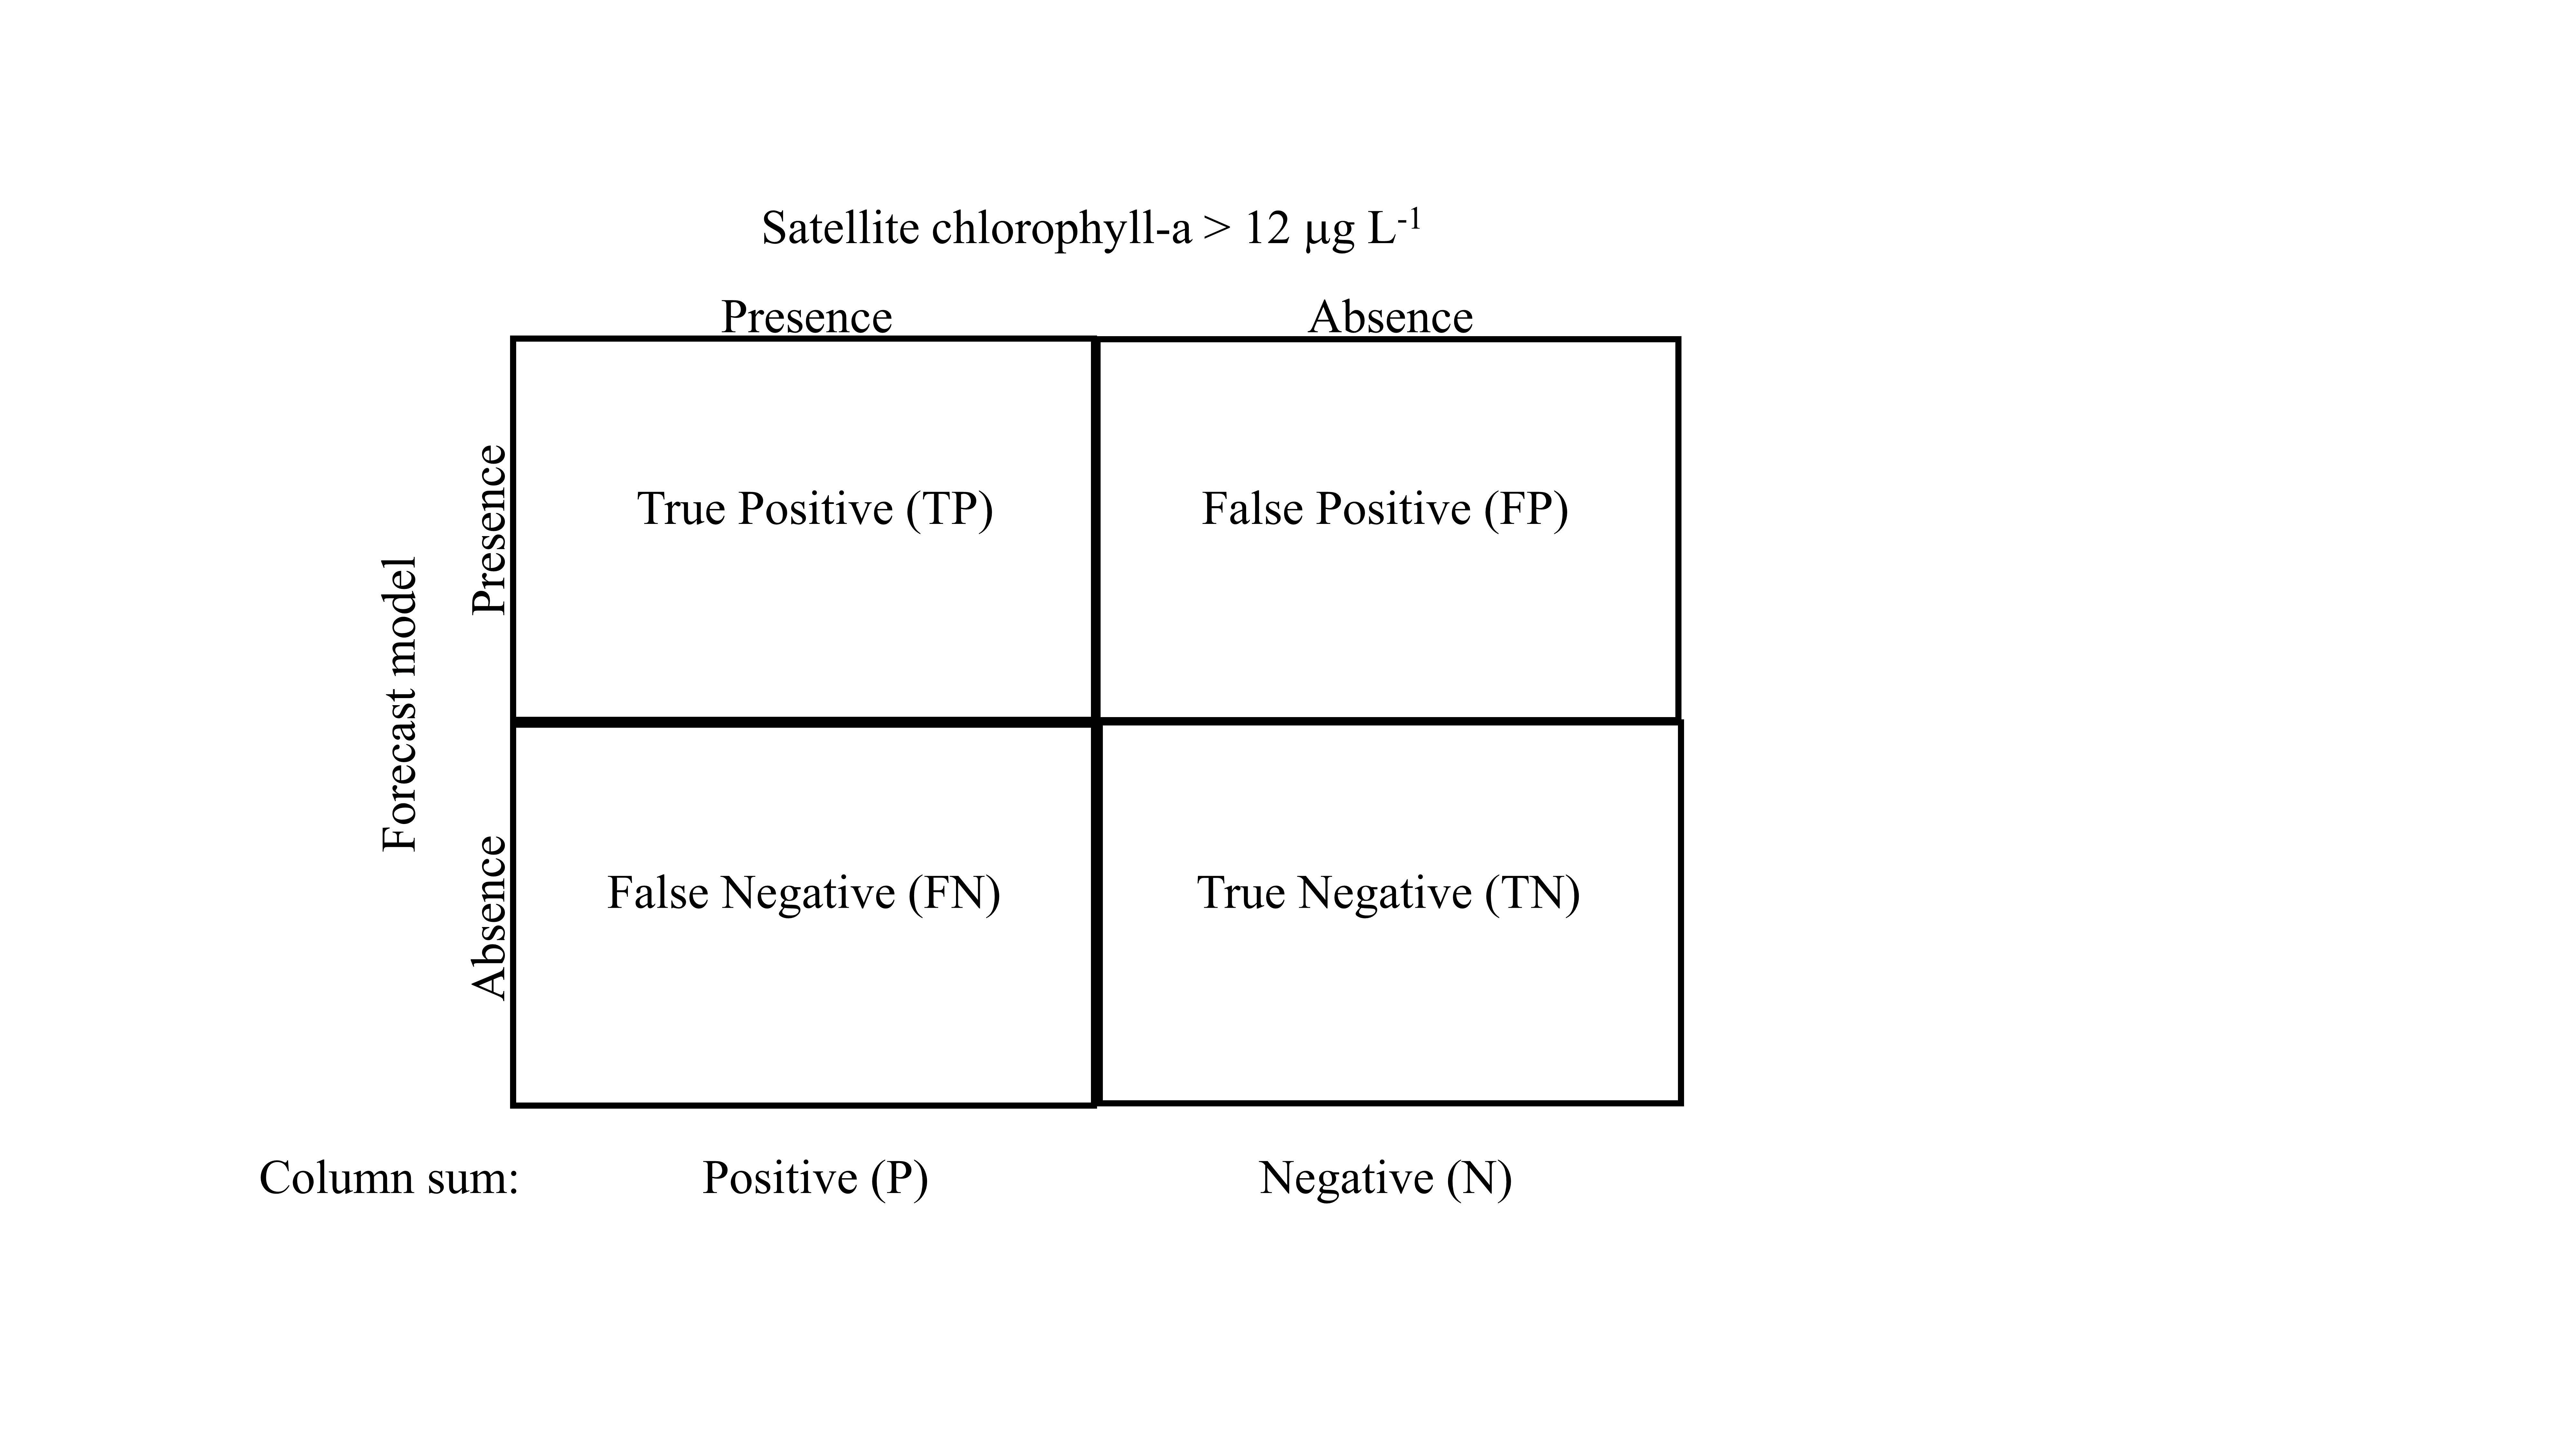 Satellite chlorophyll-a > 12 µg L⁻¹
Presence
Absence
Forecast model
Presence
True Positive (TP)
False Positive (FP)
Absence
False Negative (FN)
True Negative (TN)
Column sum:
Positive (P)
Negative (N)